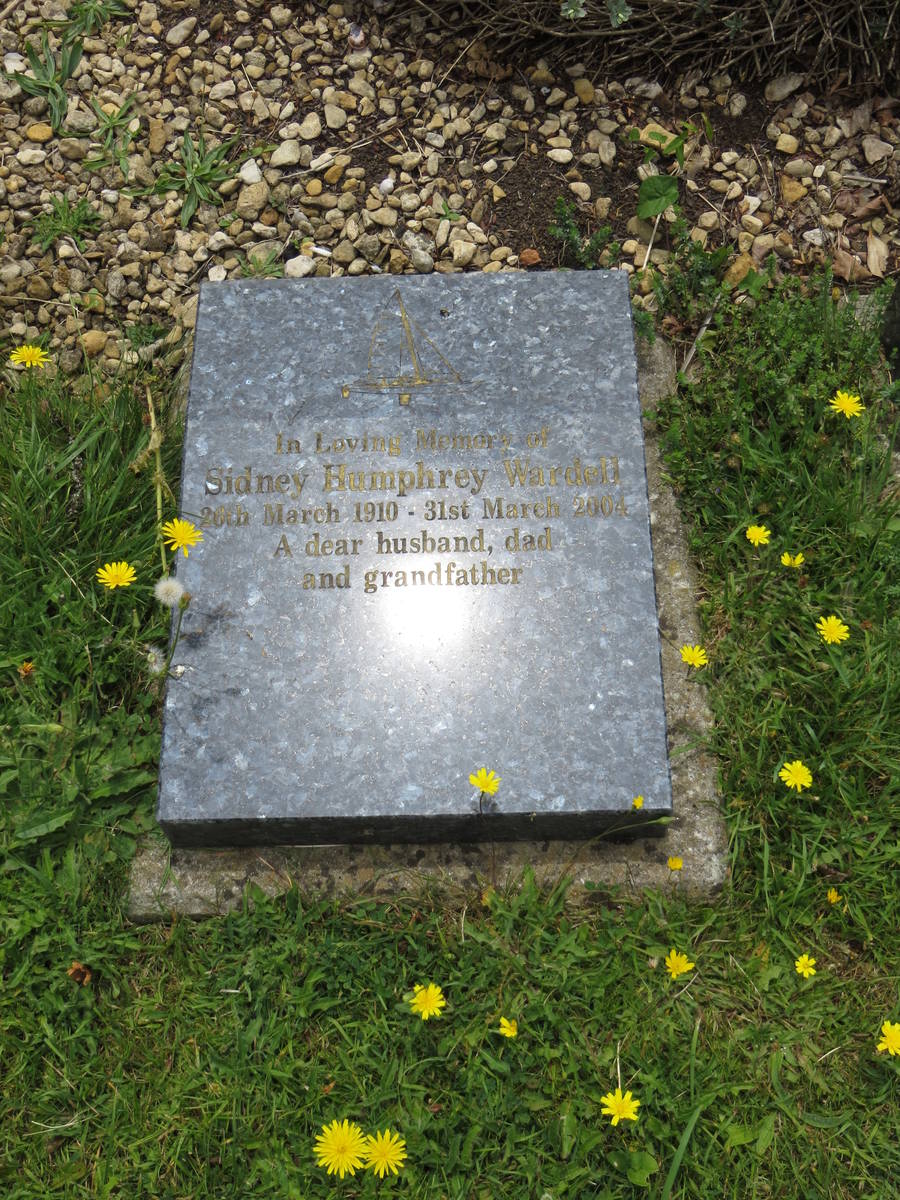 In Loving Memory of
Sidney Humphrey Wardell
26th March 1910 - 31st March 2004
A dear husband, dad
and grandfather